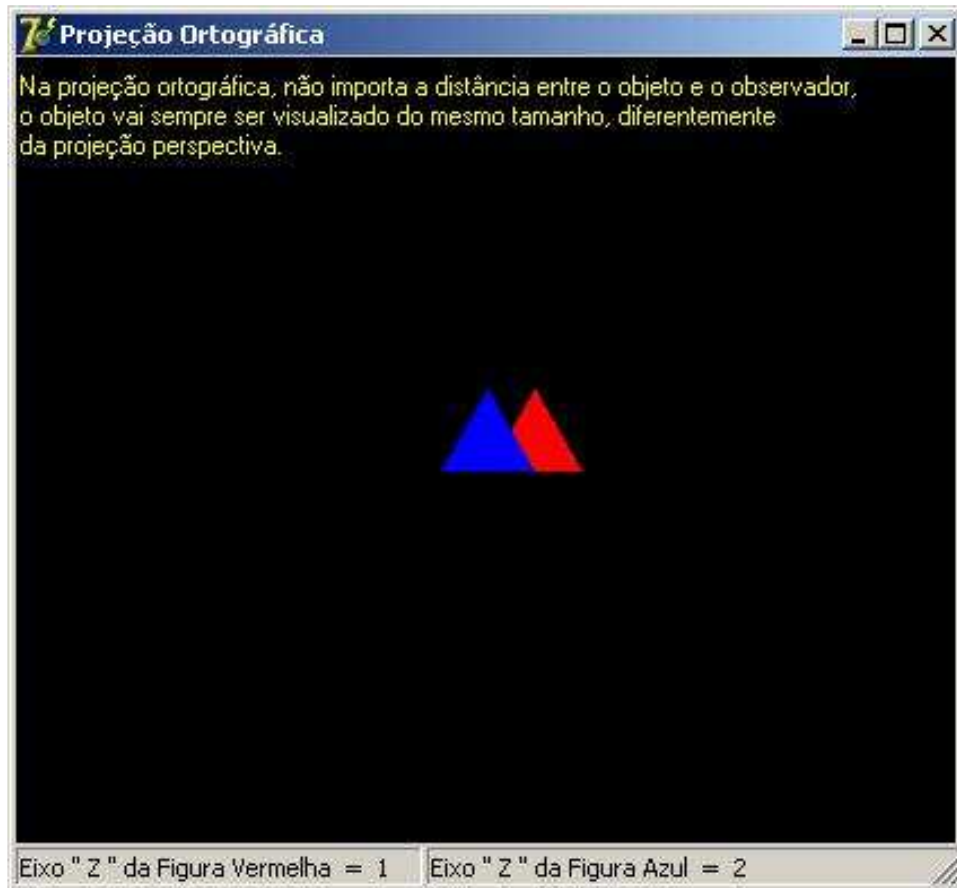 Projeção Ortográfica
Na projeção ortográfica, não importa a distância entre o objeto e o observador,
o objeto vai sempre ser visualizado do mesmo tamanho, diferentemente
da projeção perspectiva.
Eixo " Z " da Figura Vermelha = 1
Eixo " Z " da Figura Azul = 2